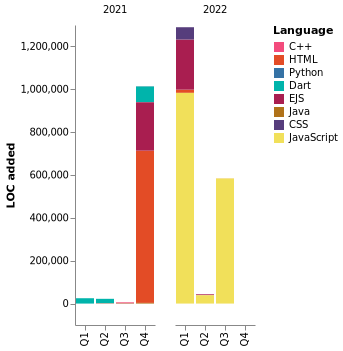 2021 2022
Language
C++
HTML
Python
Dart
EJS
Java
CSS
JavaScript
LOC added
1,200,000
1,000,000
800,000
600,000
400,000
200,000
0
Q1 Q2 Q3 Q4 Q1 Q2 Q3 Q4